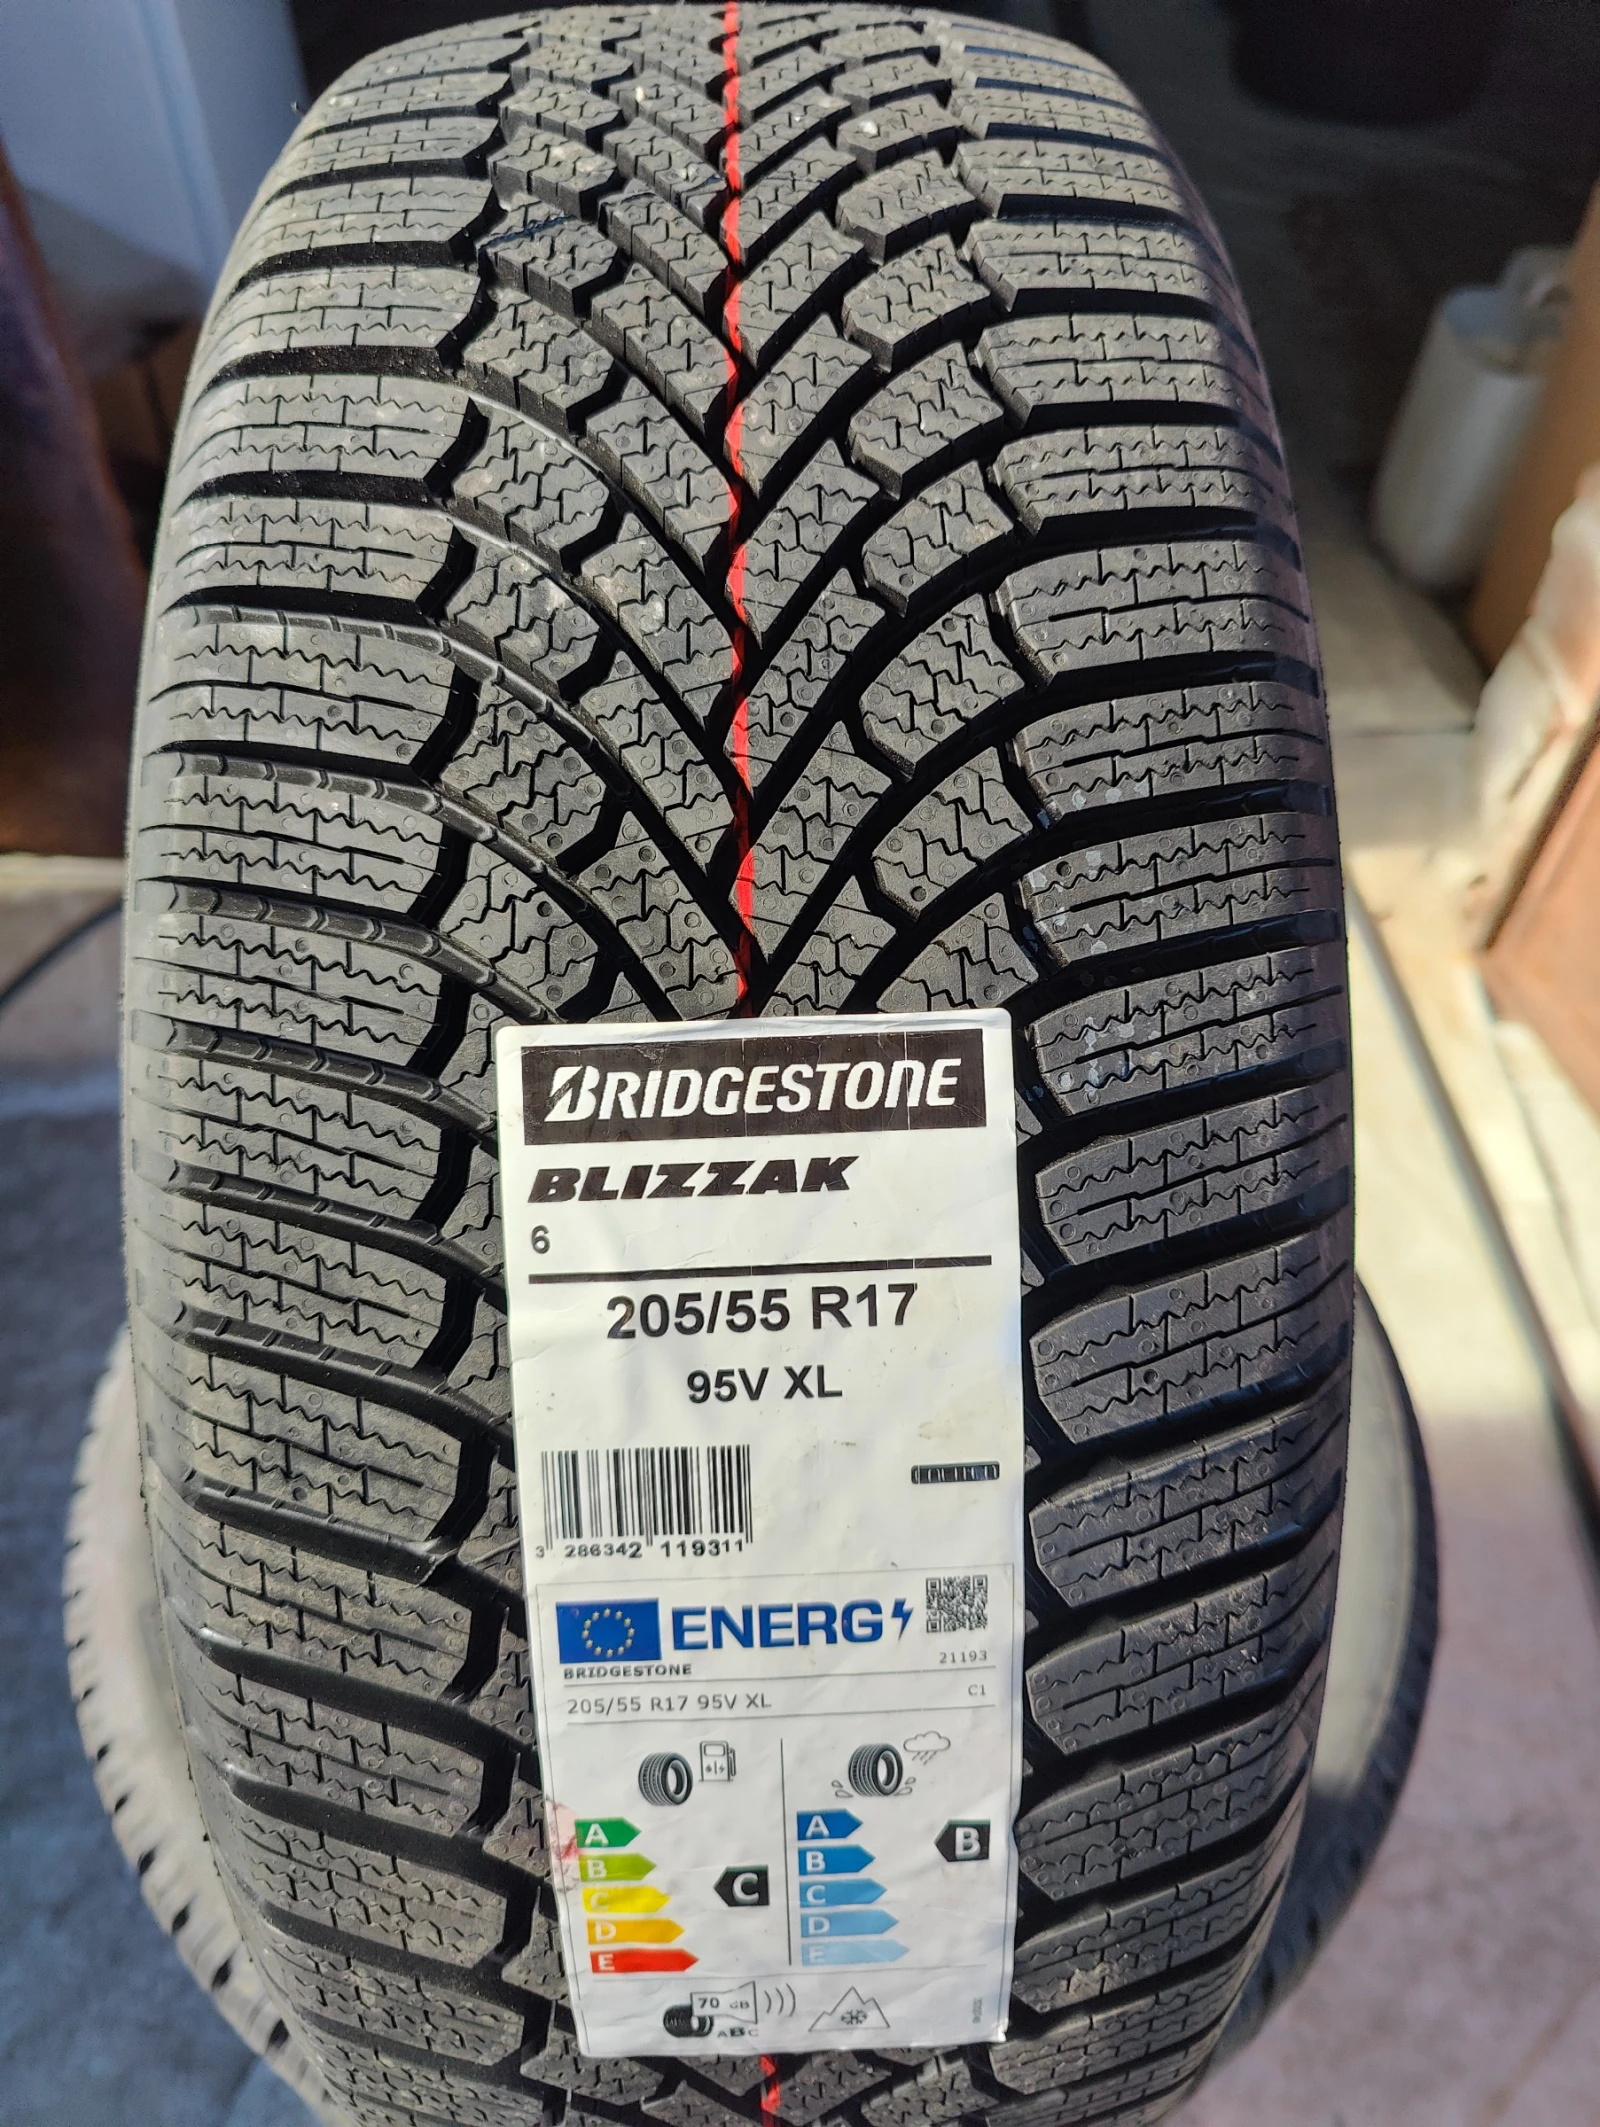 BRIDGESTONE
BLIZZAK
6
205/55 R17
95V XL
3 286342 119311
ENERG
BRIDGESTONE
21193
205/55 R17 95V XL
C1
A
B
C
D
E
C
A
B
C
D
E
B
70 dB
ABC